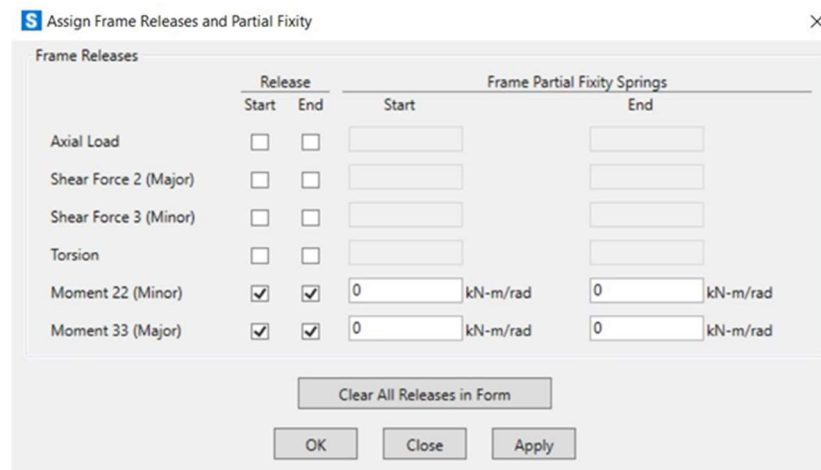 S Assign Frame Releases and Partial Fixity
Frame Releases
Release Frame Partial Fixity Springs
Start End Start End
Axial Load
Shear Force 2 (Major)
Shear Force 3 (Minor)
Torsion
Moment 22 (Minor) 0 kN-m/rad 0 kN-m/rad
Moment 33 (Major) 0 kN-m/rad 0 kN-m/rad
Clear All Releases in Form
OK Close Apply